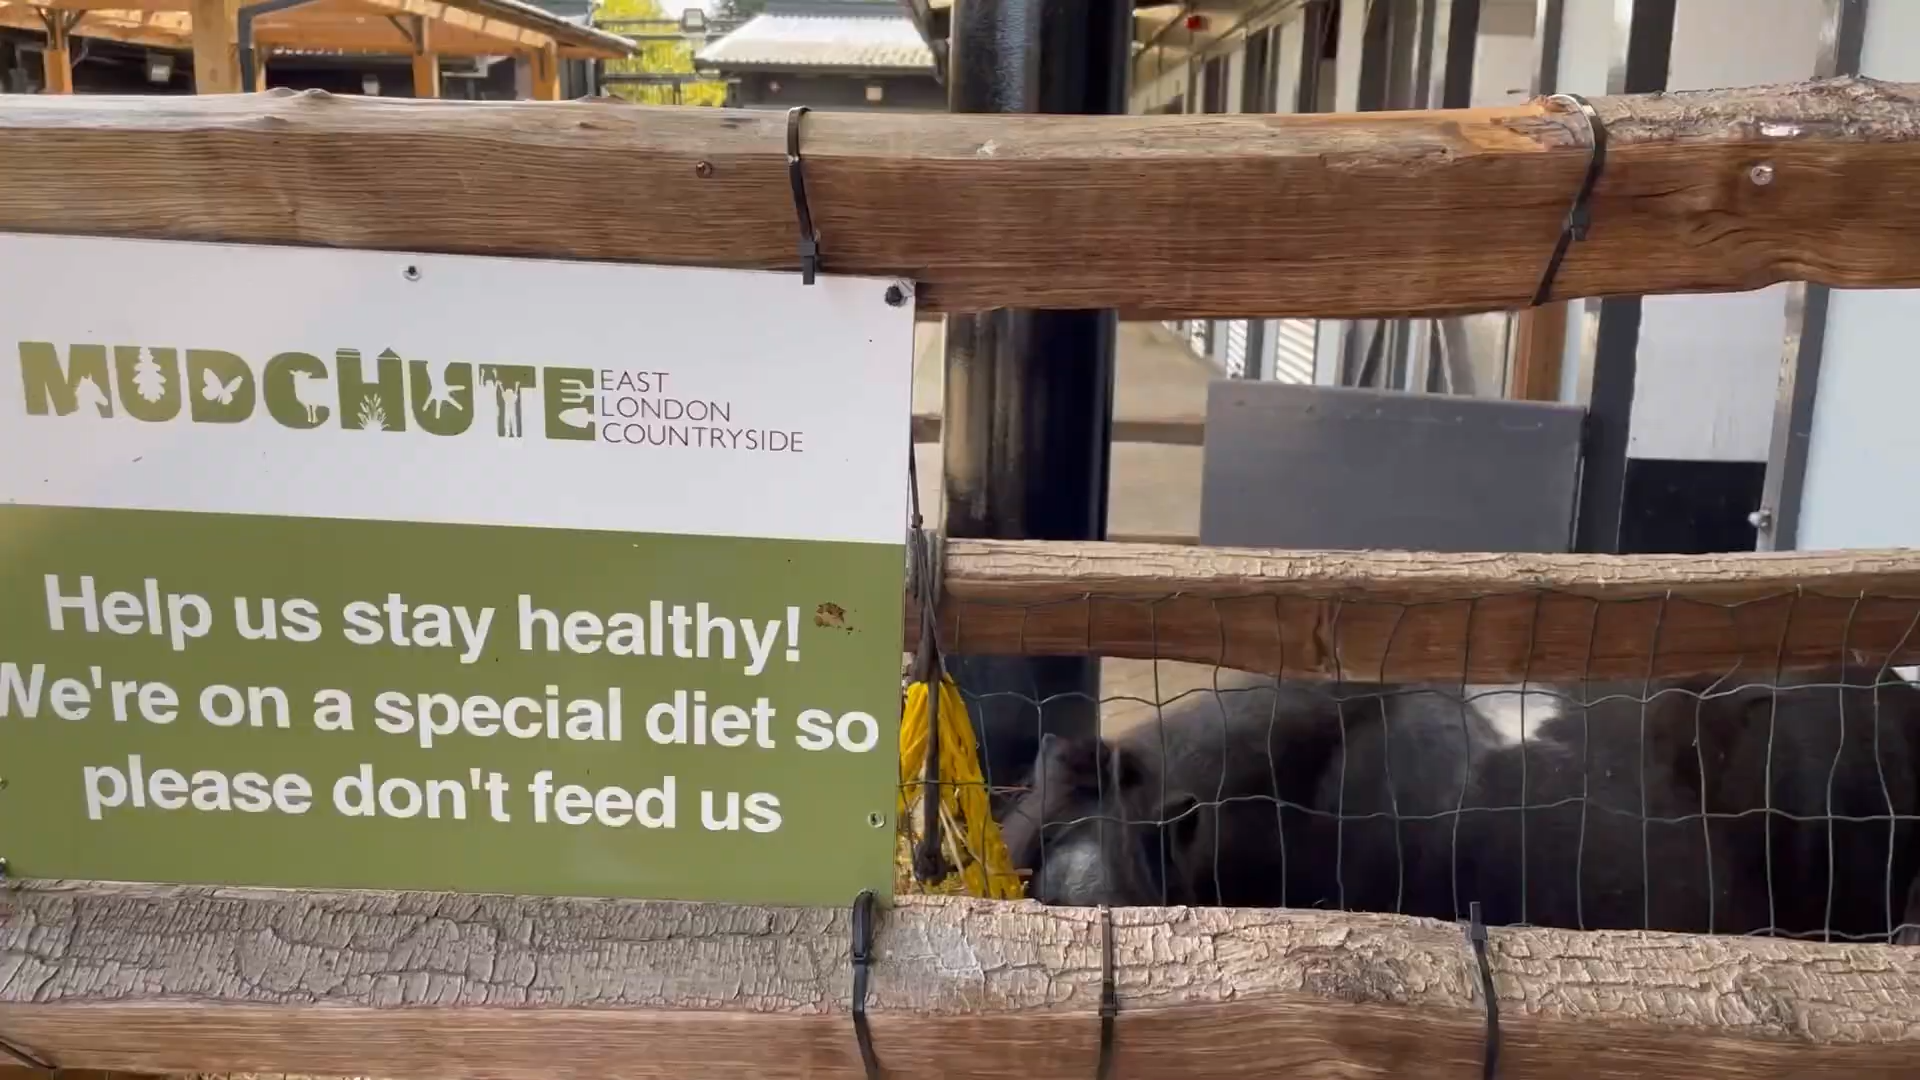 MUDCHUTE
EAST
LONDON
COUNTRYSIDE
Help us stay healthy!
We're on a special diet so
please don't feed us